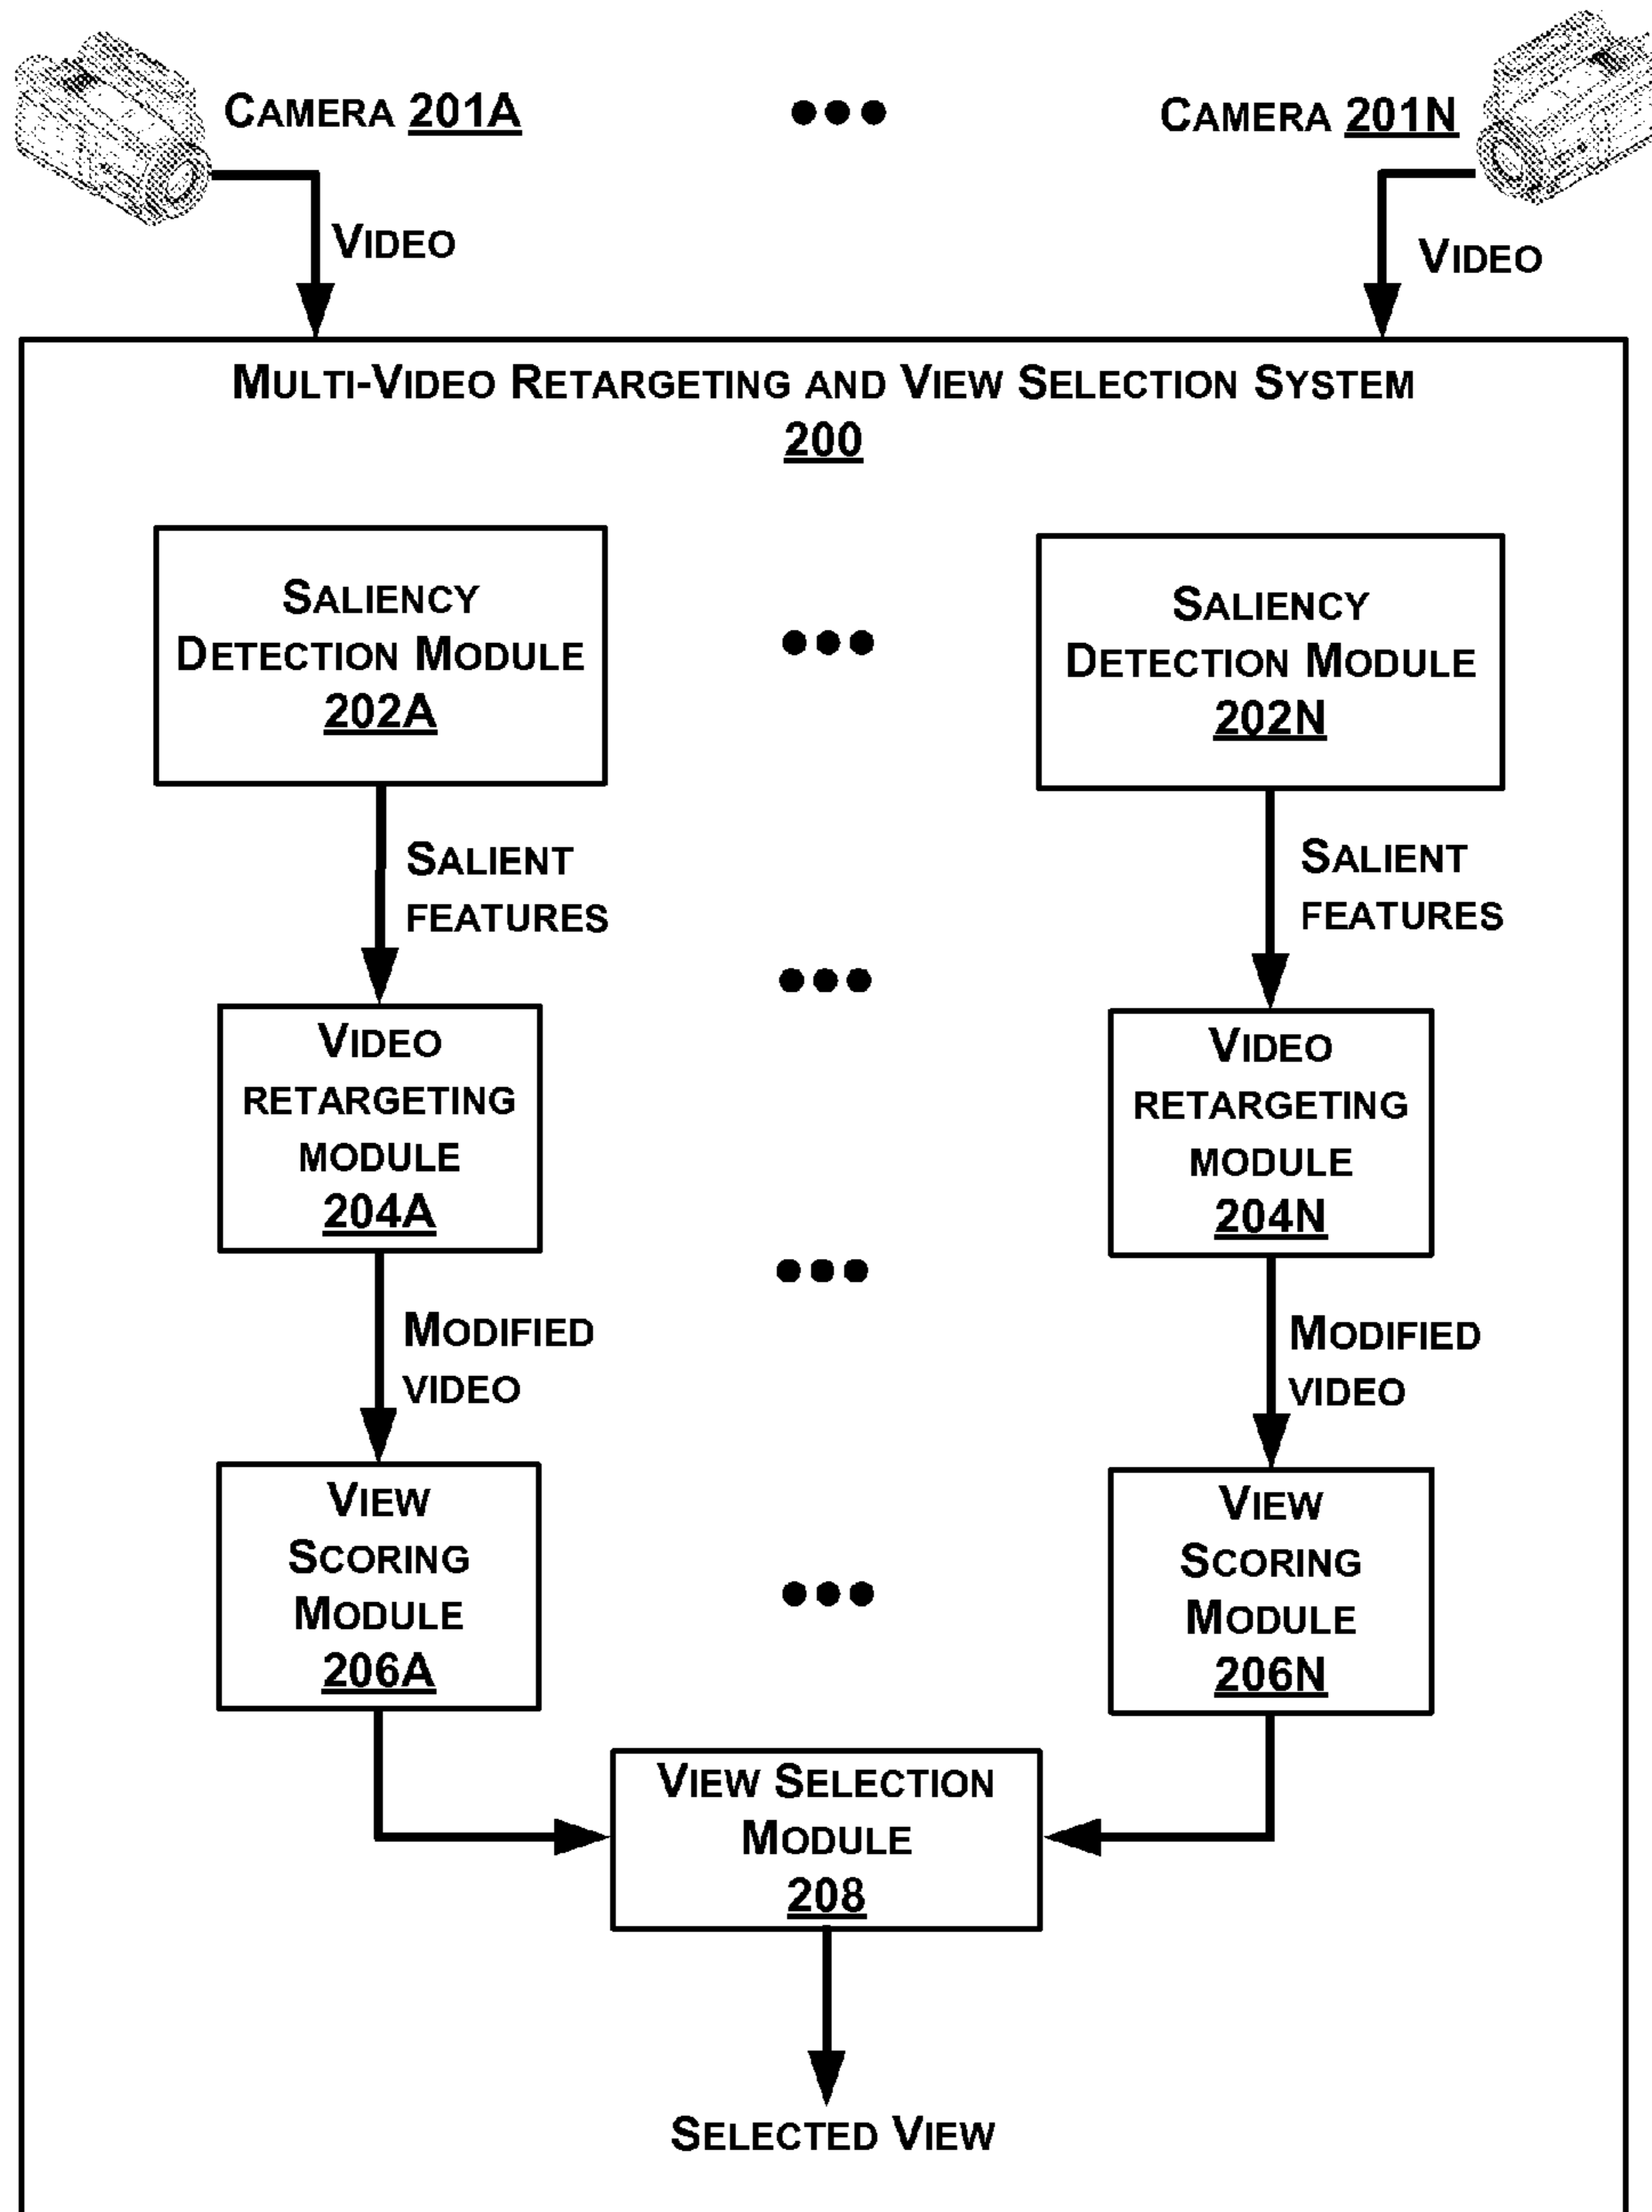 CAMERA 201A
CAMERA 201N
VIDEO
VIDEO
MULTI-VIDEO RETARGETING AND VIEW SELECTION SYSTEM
200
SALIENCY
DETECTION MODULE
202A
SALIENCY
DETECTION MODULE
202N
SALIENT
FEATURES
SALIENT
FEATURES
VIDEO
RETARGETING
MODULE
204A
VIDEO
RETARGETING
MODULE
204N
MODIFIED
VIDEO
MODIFIED
VIDEO
VIEW
SCORING
MODULE
206A
VIEW
SCORING
MODULE
206N
VIEW SELECTION
MODULE
208
SELECTED VIEW